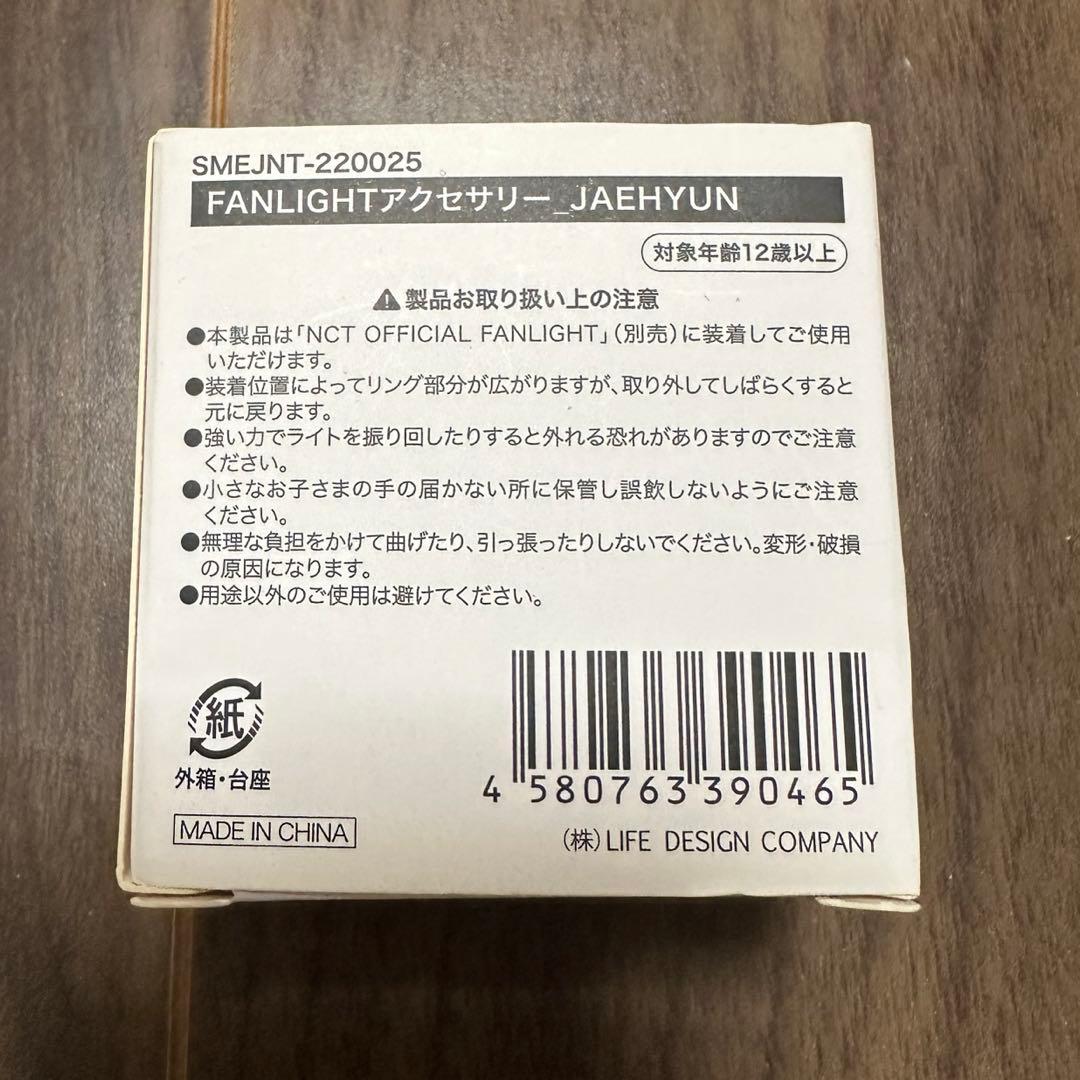 SMEJNT-220025
FANLIGHTアクセサリー_JAEHYUN
対象年齢12歳以上
⚠製品お取り扱い上の注意
●本製品は「NCT OFFICIAL FANLIGHT」(別売)に装着してご使用
いただけます。
●装着位置によってリング部分が広がりますが、取り外してしばらくすると
元に戻ります。
●強い力でライトを振り回したりすると外れる恐れがありますのでご注意
ください。
●小さなお子さまの手の届かない所に保管し誤飲しないようにご注意
ください。
●無理な負担をかけて曲げたり、引っ張ったりしないでください。変形・破損
の原因になります。
●用途以外のご使用は避けてください。
紙
外箱・台座
4 580763 390465
MADE IN CHINA
(株)LIFE DESIGN COMPANY